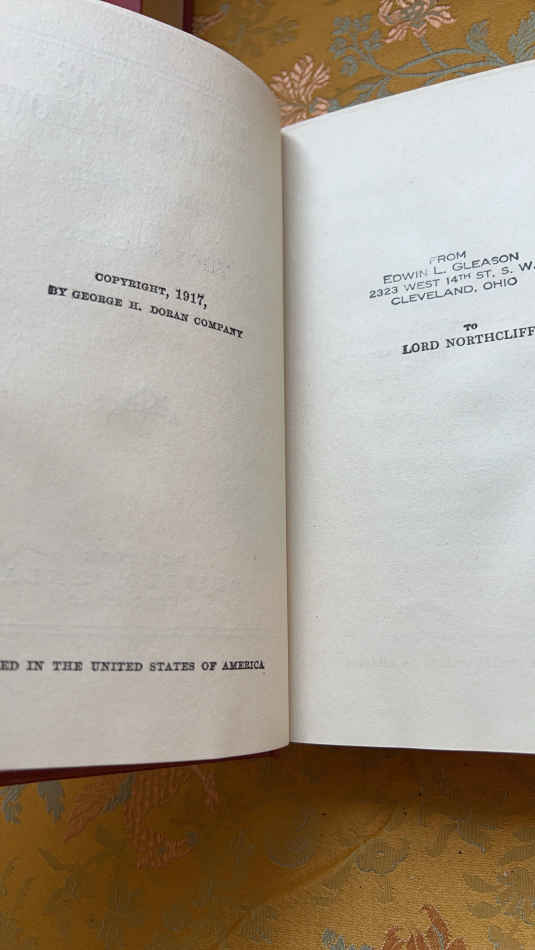 COPYRIGHT, 1917,
BY GEORGE H. DORAN COMPANY
ED IN THE UNITED STATES OF AMERICA
FROM
EDWIN L. GLEASON
2323 WEST 14TH ST. S. W.
CLEVELAND, OHIO
TO
LORD NORTHCLIFF